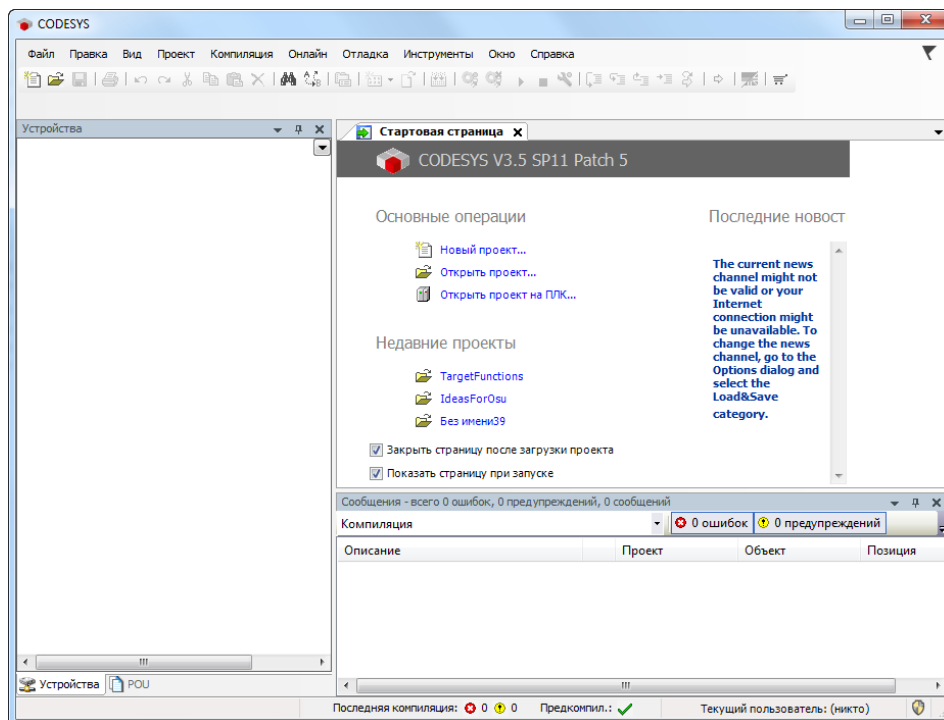 CODESYS
Файл Правка Вид Проект Компиляция Онлайн Отладка Инструменты Окно Справка
Устройства
Стартовая страница
CODESYS V3.5 SP11 Patch 5
Основные операции
Новый проект...
Открыть проект...
Открыть проект на ПЛК...
Недавние проекты
TargetFunctions
IdeasForOsu
Без имени39
Закрыть страницу после загрузки проекта
Показать страницу при запуске
Последние новост
The current news
channel might not
be valid or your
Internet
connection might
be unavailable. To
change the news
channel, go to the
Options dialog and
select the
Load&Save
category.
Сообщения - всего 0 ошибок, 0 предупреждений, 0 сообщений
Компиляция 0 ошибок 0 предупреждений
Описание Проект Объект Позиция
Устройства POU
Последняя компиляция: 0 0 Предкомпил.: Текущий пользователь: (никто)